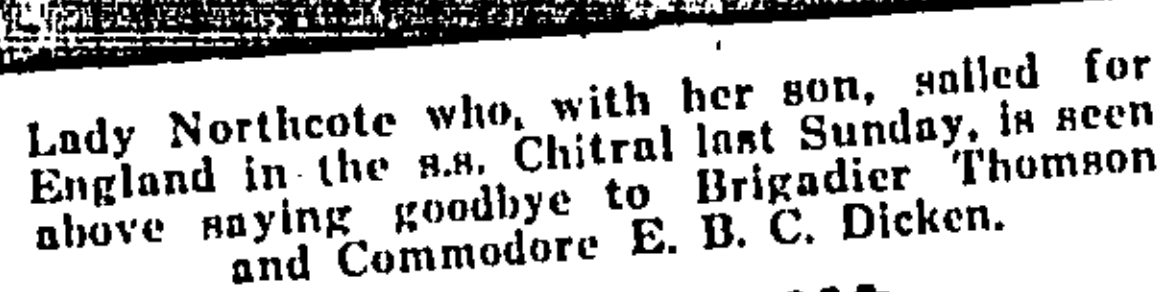 Lady Northcote who, with her son, sailed for
England in the s.s. Chitral last Sunday, is seen
above saying goodbye to Brigadier Thomson
and Commodore E. B. C. Dicken.